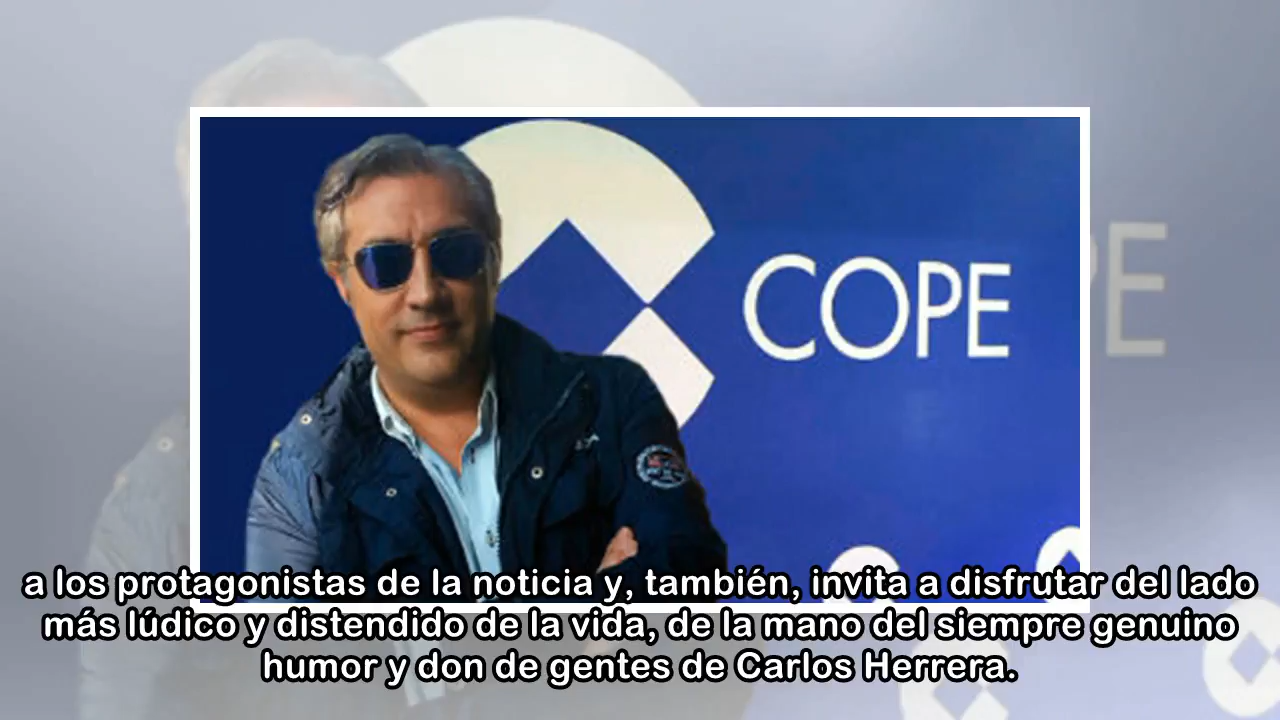 COPE
PE
a los protagonistas de la noticia y, también, invita a disfrutar del lado
más lúdico y distendido de la vida, de la mano del siempre genuino
humor y don de gentes de Carlos Herrera.